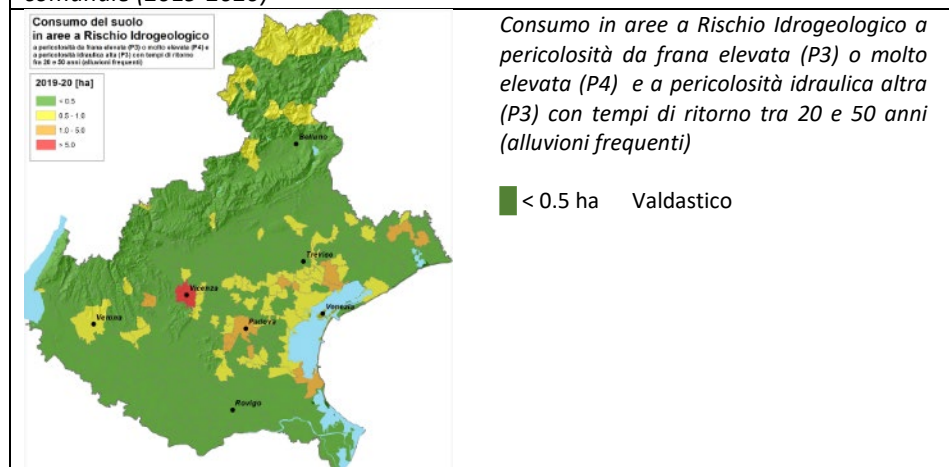 comunale (2019-2020)
Consumo del suolo
in aree a Rischio Idrogeologico
a pericolosità da frana elevata (P3) o molto elevata (P4) e
a pericolosità idraulica alta (P3) con tempi di ritorno
fra 20 e 50 anni (alluvioni frequenti)
2019-20 [ha]
< 0.5
0.5 - 1.0
1.0 - 5.0
> 5.0
Belluno
Treviso
Vicenza
Venezia
Verona
Padova
Rovigo
Consumo in aree a Rischio Idrogeologico a
pericolosità da frana elevata (P3) o molto
elevata (P4) e a pericolosità idraulica altra
(P3) con tempi di ritorno tra 20 e 50 anni
(alluvioni frequenti)
< 0.5 ha Valdastico